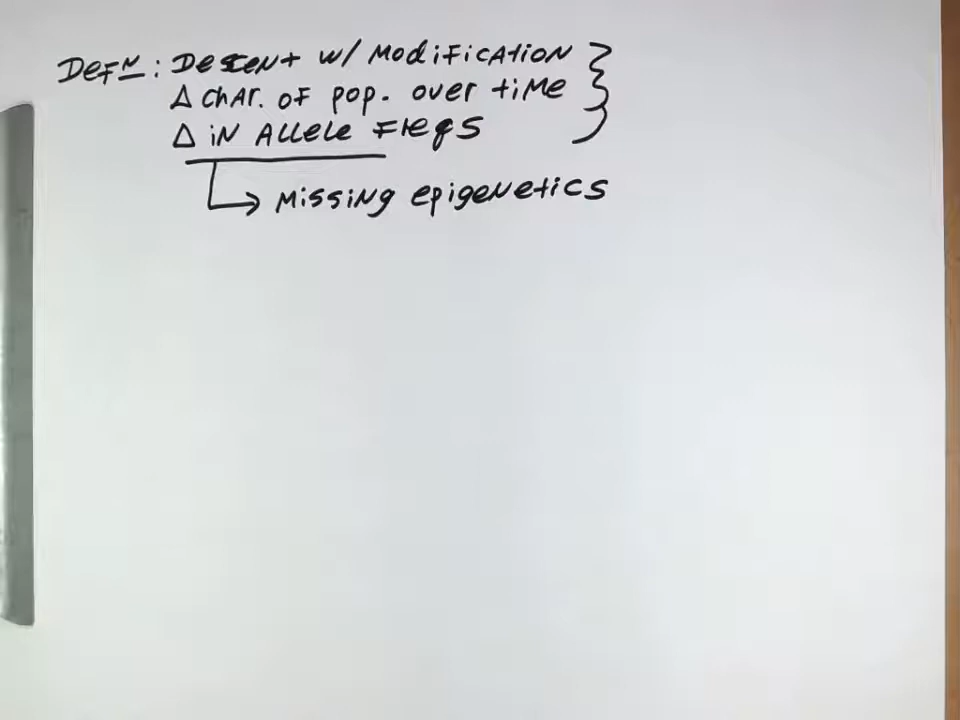 Defn: Descent w/ Modification
Δ char. of pop. over time
Δ in Allele Freqs
→ Missing epigenetics